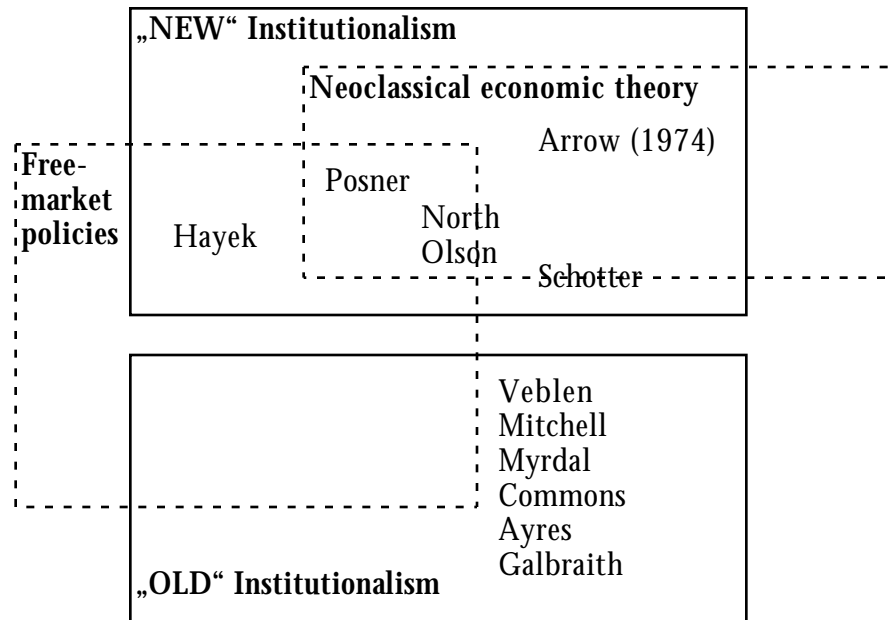 „NEW“ Institutionalism
Neoclassical economic theory
Arrow (1974)
Free-
market
policies
Posner
Hayek
North
Olson
Schotter
Veblen
Mitchell
Myrdal
Commons
Ayres
Galbraith
„OLD“ Institutionalism